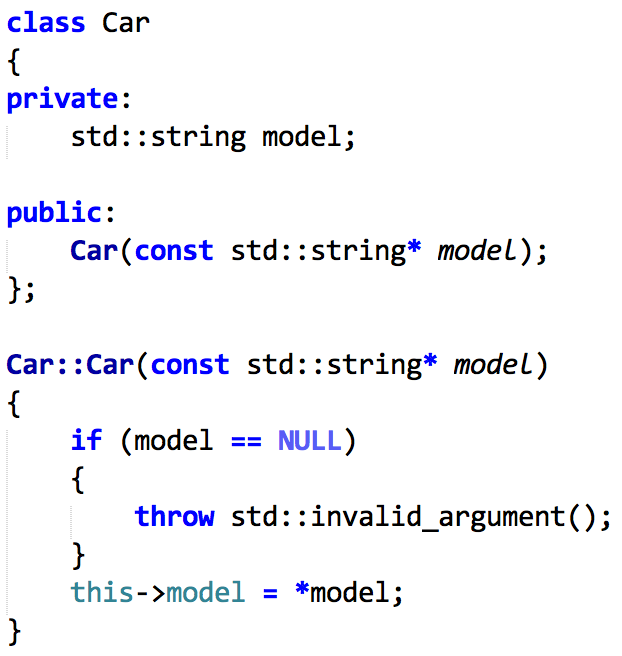 class Car
{
private:
    std::string model;

public:
    Car(const std::string* model);
};

Car::Car(const std::string* model)
{
    if (model == NULL)
    {
        throw std::invalid_argument();
    }
    this->model = *model;
}